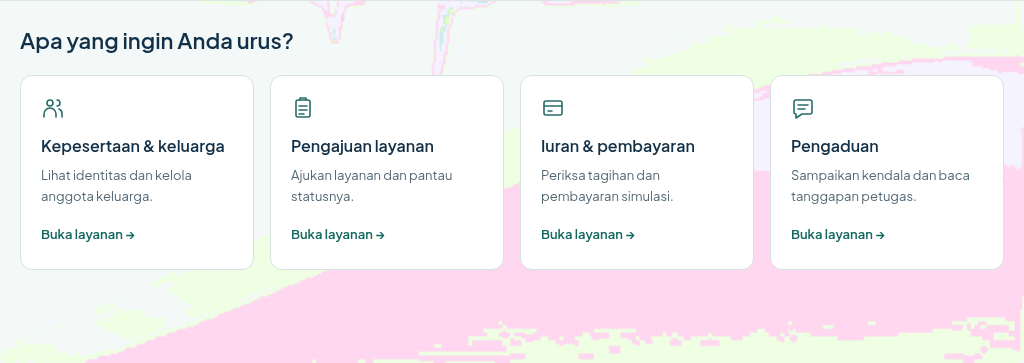 Apa yang ingin Anda urus?
Kepesertaan & keluarga
Lihat identitas dan kelola
anggota keluarga.
Buka layanan →
Pengajuan layanan
Ajukan layanan dan pantau
statusnya.
Buka layanan →
Iuran & pembayaran
Periksa tagihan dan
pembayaran simulasi.
Buka layanan →
Pengaduan
Sampaikan kendala dan baca
tanggapan petugas.
Buka layanan →